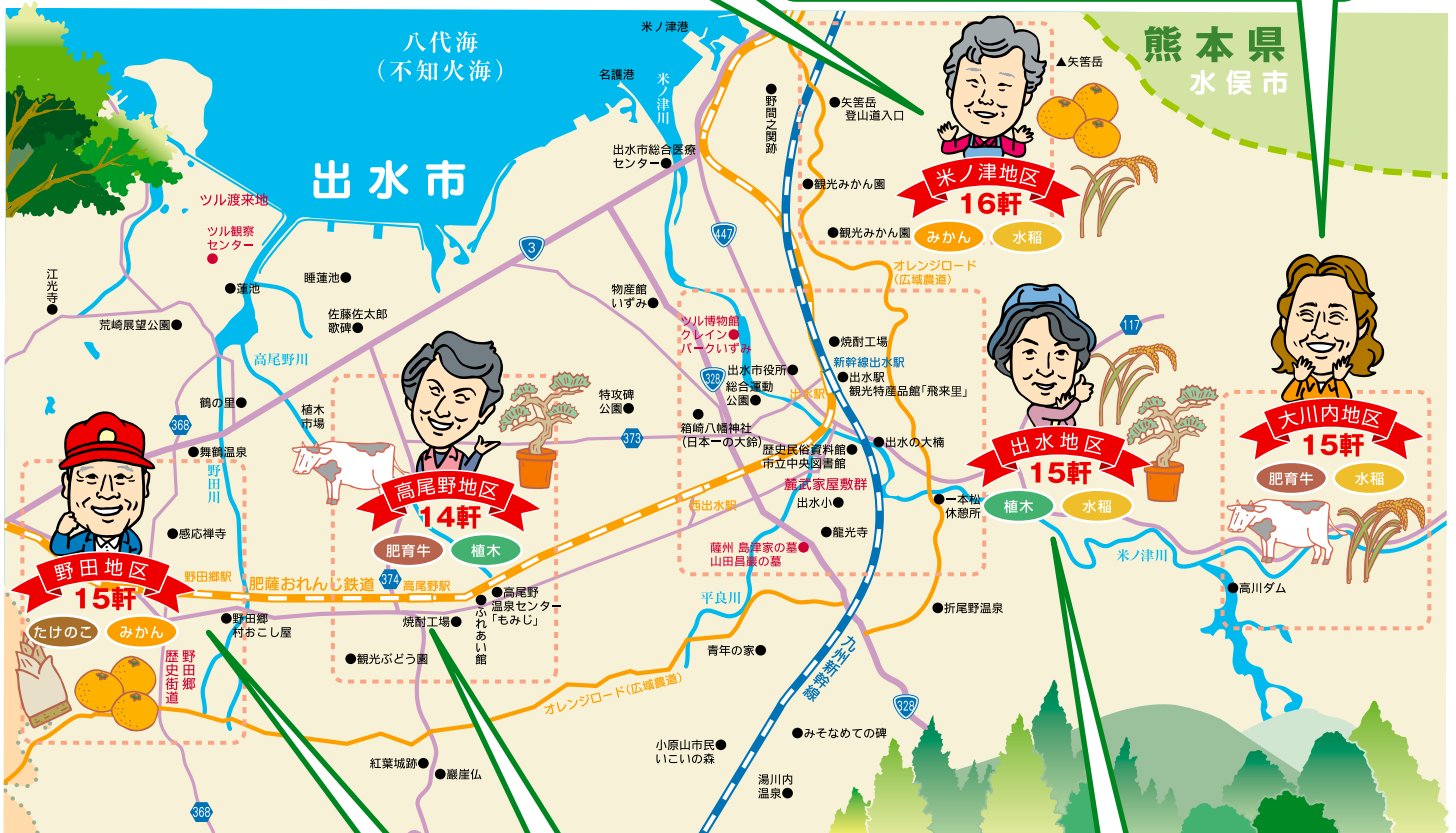 米ノ津港
八代海
（不知火海）
熊本県
水俣市
▲矢筈岳
名護港
米ノ津川
●野間之関跡
●矢筈岳
登山道入口
出水市総合医療
センター●
出水市
米ノ津地区
16軒
みかん
水稲
●観光みかん園
●観光みかん園
ツル渡来地
ツル観察
センター
●
3
447
オレンジロード
（広域農道）
江光寺●
●蓮池
睡蓮池●
物産館
いずみ●
荒崎展望公園●
佐藤佐太郎
歌碑●
高尾野川
ツル博物館
クレイン●
パークいずみ
●焼酎工場
117
新幹線出水駅
328
出水市役所●
総合運動
公園●
●出水駅
観光特産品館「飛来里」
出水駅
鶴の里●
植木
市場
特攻碑
公園●
368
373
●
箱崎八幡神社
(日本一の大鈴)
歴史民俗資料館●
市立中央図書館
●出水の大楠
大川内地区
15軒
肥育牛
水稲
出水地区
15軒
植木
水稲
●舞鶴温泉
野田川
高尾野地区
14軒
肥育牛
植木
麓武家屋敷群
出水小●
●一本松
休憩所
西出水駅
●龍光寺
●感応禅寺
薩州 島津家の墓●
山田昌巖の墓
米ノ津川
野田地区
15軒
たけのこ
みかん
野田郷駅
肥薩おれんじ鉄道
374
高尾野駅
●高尾野
温泉センター
「もみじ」
●ふれあい館
平良川
●高川ダム
●折尾野温泉
●野田郷
村おこし屋
焼酎工場●
野田郷
歴史街道
●観光ぶどう園
青年の家●
九州新幹線
オレンジロード（広域農道）
328
●みそなめての碑
小原山市民●
いこいの森
紅葉城跡●
●巖崖仏
湯川内
温泉●
368